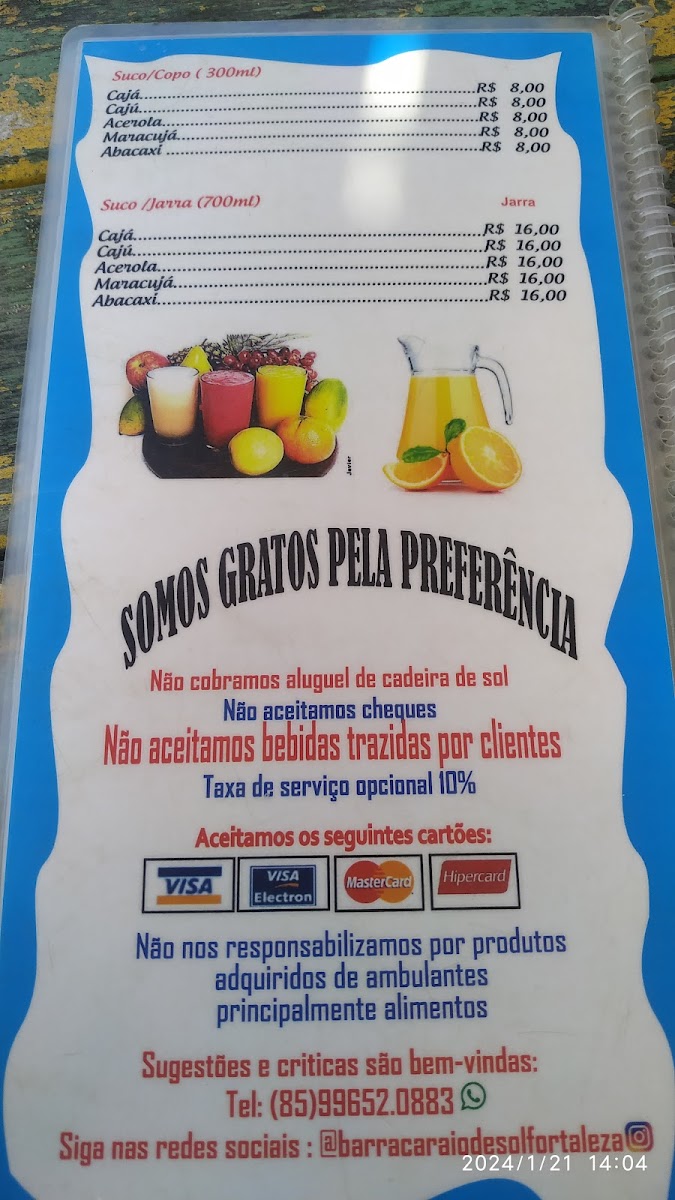 Suco/Copo ( 300ml)
Cajá......................................................R$ 8,00
Cajú......................................................R$ 8,00
Acerola...................................................R$ 8,00
Maracujá..................................................R$ 8,00
Abacaxi ..................................................R$ 8,00
Suco /Jarra (700ml) Jarra
Cajá......................................................R$ 16,00
Cajú......................................................R$ 16,00
Acerola...................................................R$ 16,00
Maracujá..................................................R$ 16,00
Abacaxi...................................................R$ 16,00
Javier
SOMOS GRATOS PELA PREFERÊNCIA
Não cobramos aluguel de cadeira de sol
Não aceitamos cheques
Não aceitamos bebidas trazidas por clientes
Taxa de serviço opcional 10%
Aceitamos os seguintes cartões:
VISA VISA Electron MasterCard Hipercard
Não nos responsabilizamos por produtos
adquiridos de ambulantes
principalmente alimentos
Sugestões e criticas são bem-vindas:
Tel: (85)99652.0883
Siga nas redes sociais : @barracaraiodesolfortaleza
2024/1/21 14:04